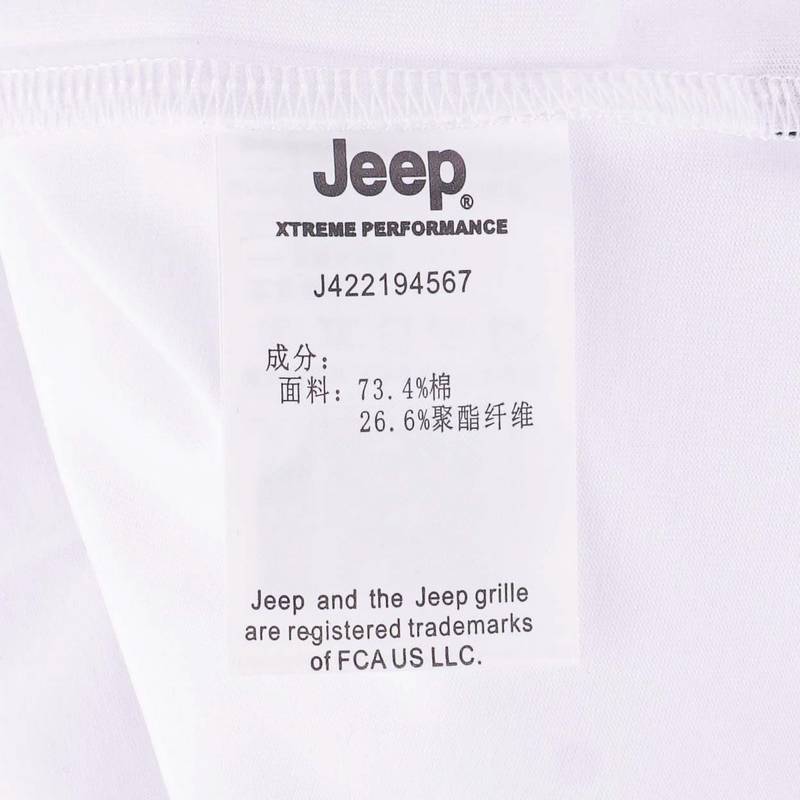 Jeep®
XTREME PERFORMANCE
J422194567
成分:
面料: 73.4%棉
26.6%聚酯纤维
Jeep and the Jeep grille
are registered trademarks
of FCA US LLC.